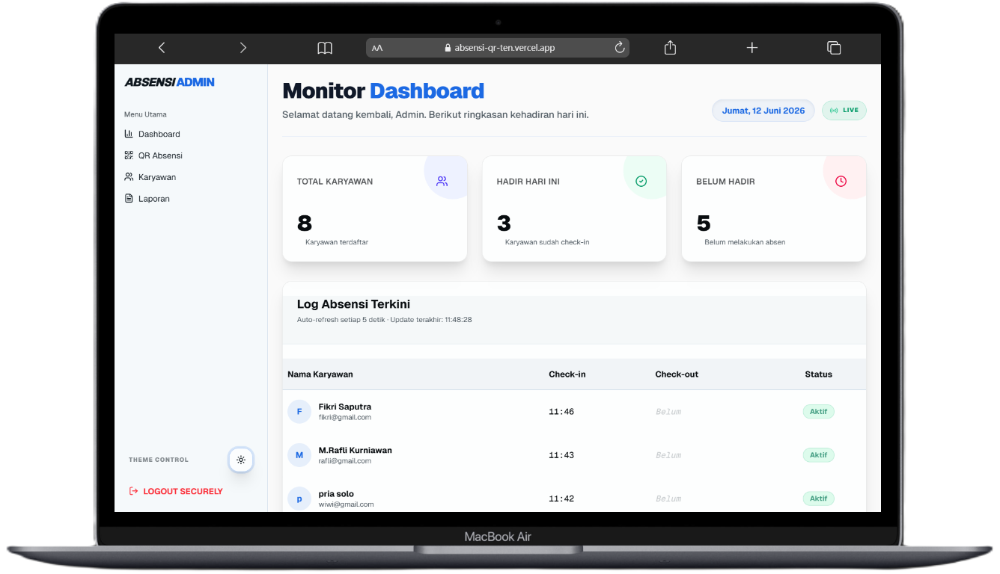 AA absensi-qr-ten.vercel.app
ABSENSI ADMIN
Menu Utama
Dashboard
QR Absensi
Karyawan
Laporan
THEME CONTROL
LOGOUT SECURELY
Monitor Dashboard
Selamat datang kembali, Admin. Berikut ringkasan kehadiran hari ini.
Jumat, 12 Juni 2026
LIVE
TOTAL KARYAWAN
8
Karyawan terdaftar
HADIR HARI INI
3
Karyawan sudah check-in
BELUM HADIR
5
Belum melakukan absen
Log Absensi Terkini
Auto-refresh setiap 5 detik · Update terakhir: 11:48:28
Nama Karyawan Check-in Check-out Status
F Fikri Saputra 11:46 Belum Aktif
fikri@gmail.com
M M.Rafli Kurniawan 11:43 Belum Aktif
rafli@gmail.com
p pria solo 11:42 Belum Aktif
wiwi@gmail.com
MacBook Air